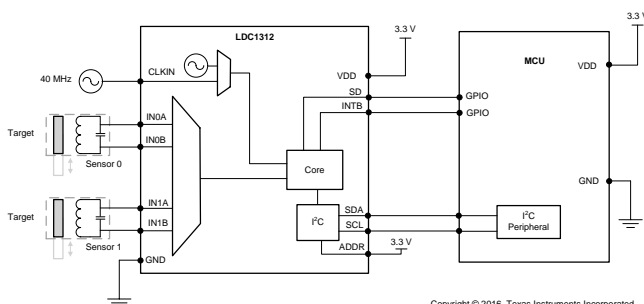 LDC1312
3.3 V
3.3 V
MCU
40 MHz
CLKIN
VDD
VDD
SD
GPIO
INTB
GPIO
Target
IN0A
IN0B
Sensor 0
Core
GND
Target
IN1A
IN1B
Sensor 1
I²C
SDA
SCL
I²C
Peripheral
ADDR
3.3 V
GND
Copyright © 2016, Texas Instruments Incorporated